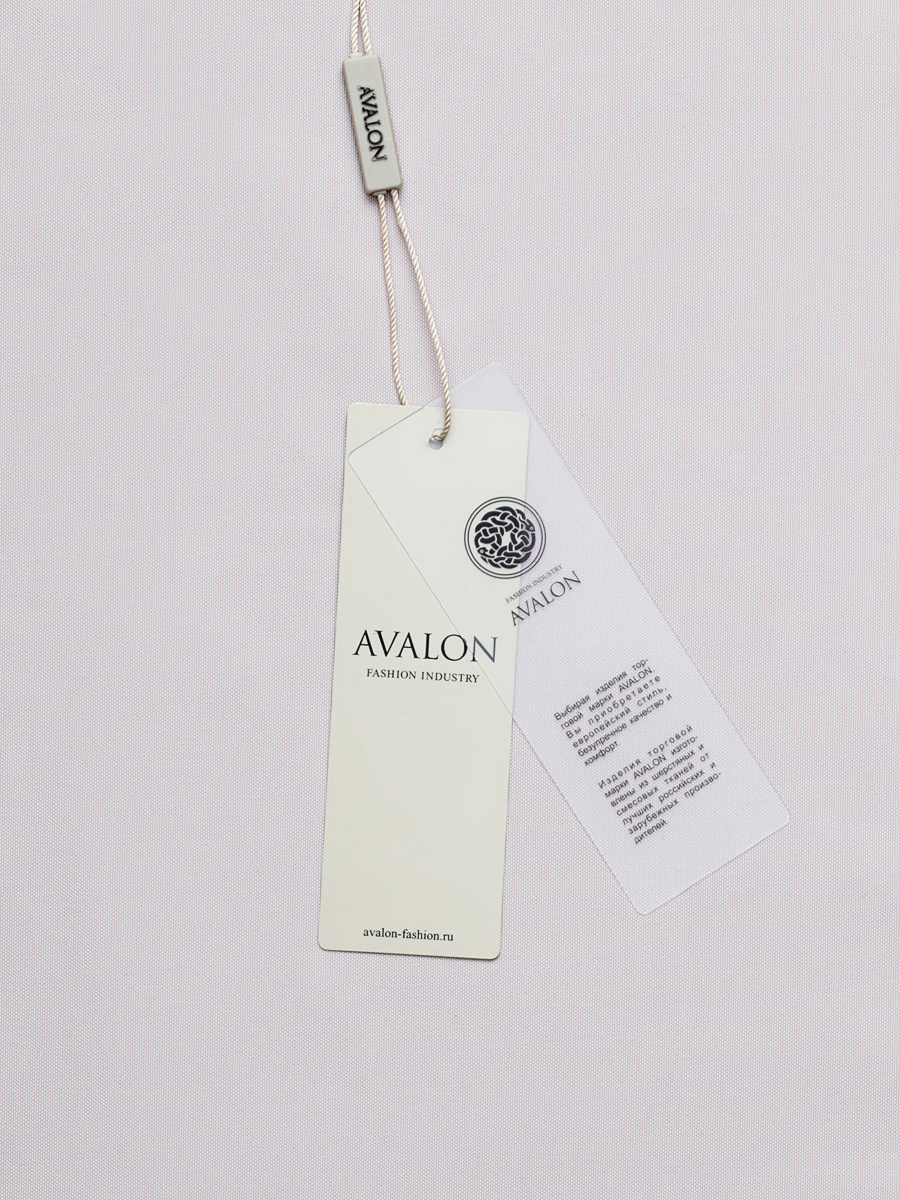 AVALON
AVALON
FASHION INDUSTRY
avalon-fashion.ru
FASHION INDUSTRY
AVALON
Выбирая изделия тор-
говой марки AVALON,
Вы приобретаете
европейский стиль,
безупречное качество и
комфорт.
Изделия торговой
марки AVALON изгото-
влены из шерстяных и
смесовых тканей от
лучших российских и
зарубежных произво-
дителей.